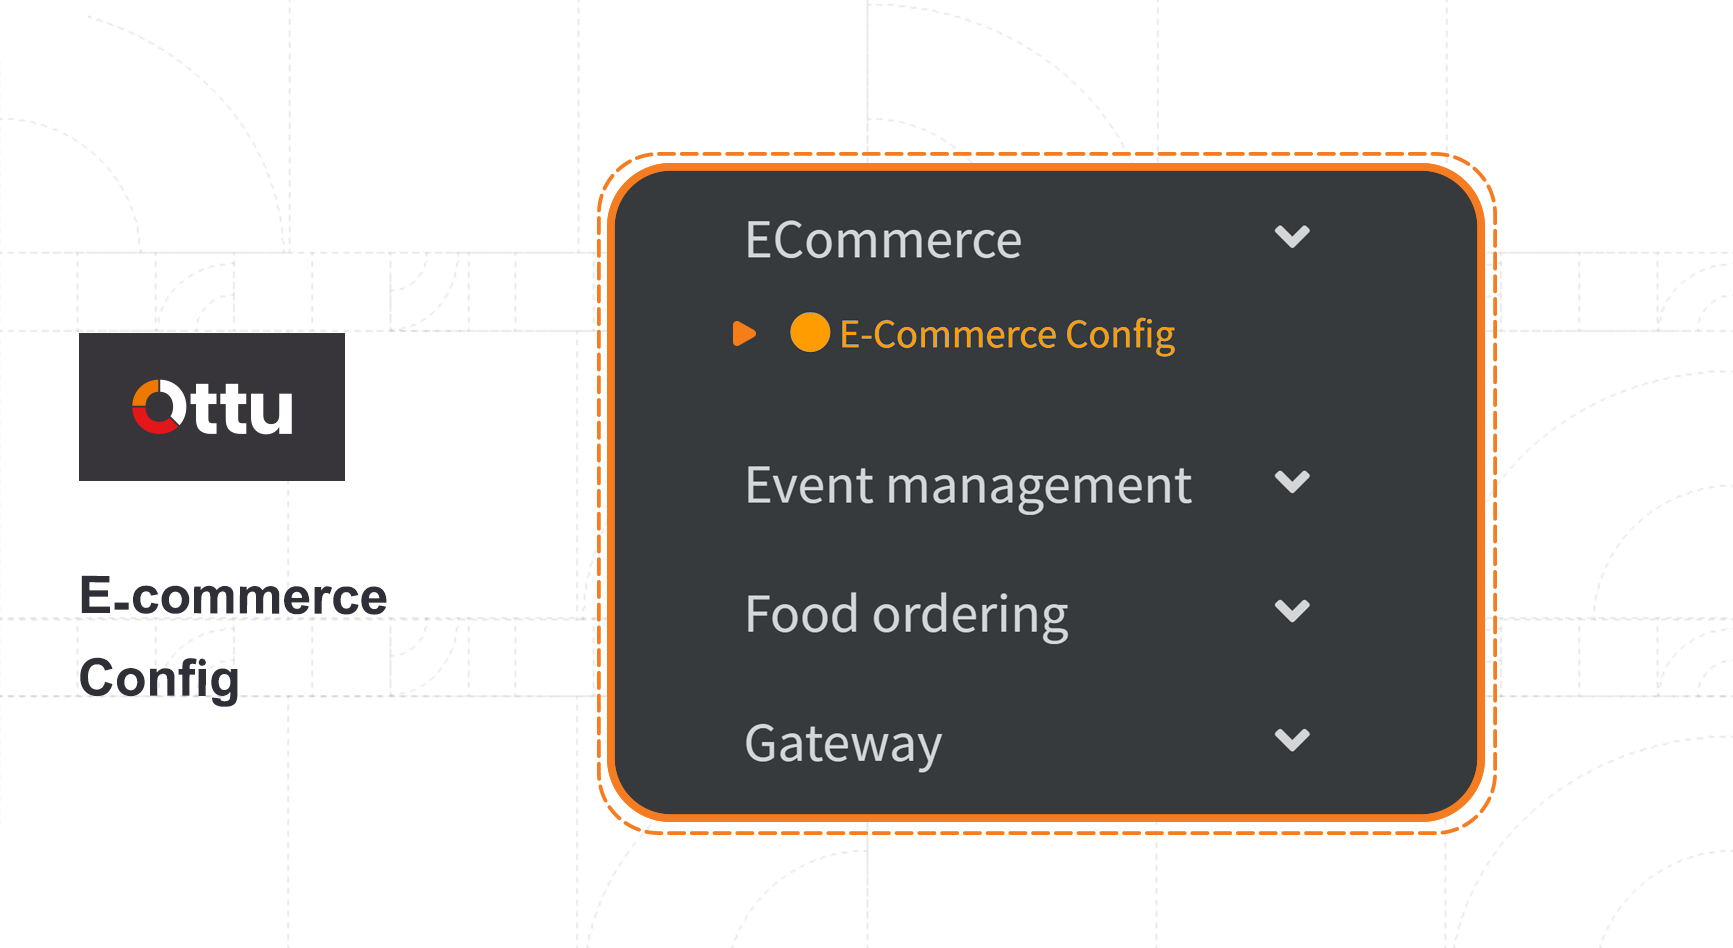 Ottu
E-commerce
Config
ECommerce
E-Commerce Config
Event management
Food ordering
Gateway